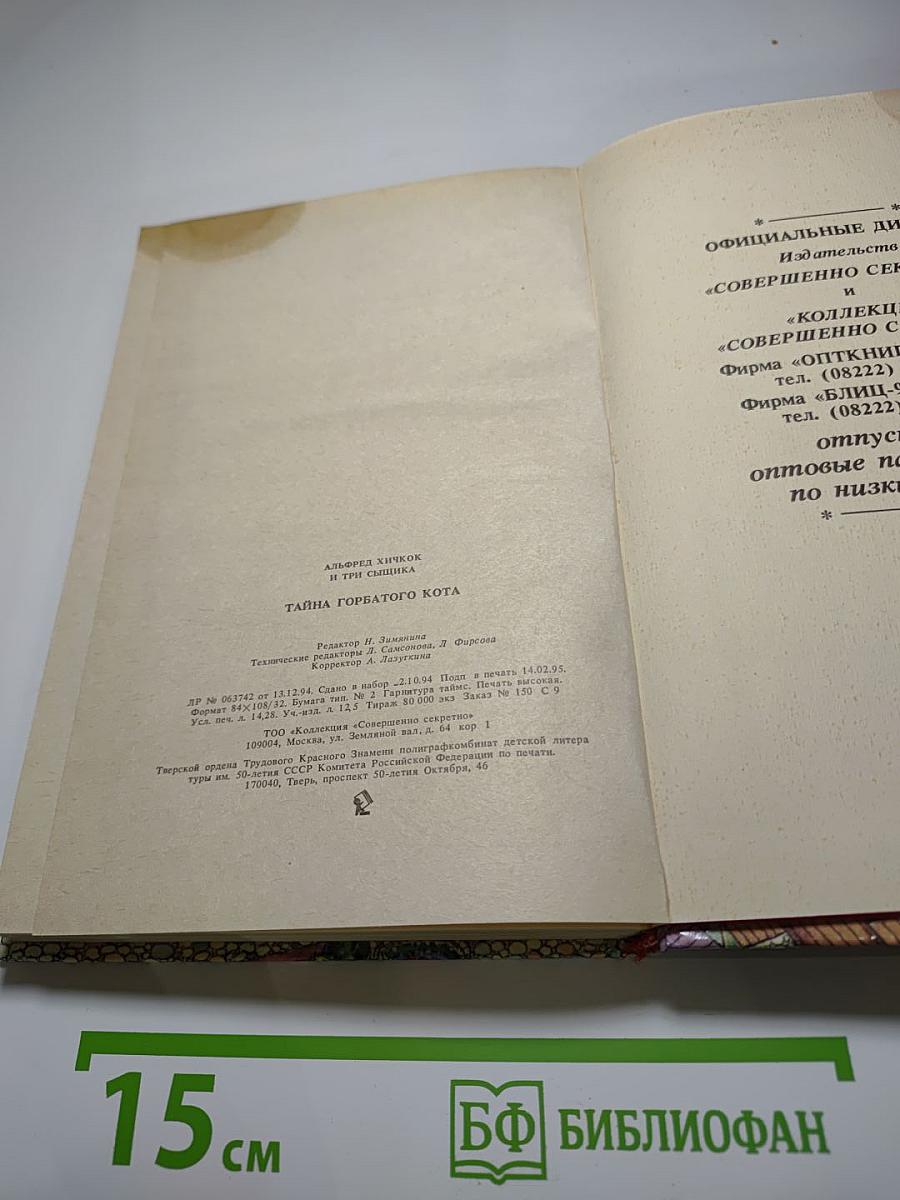 АЛЬФРЕД ХИЧКОК
И ТРИ СЫЩИКА
ТАЙНА ГОРБАТОГО КОТА
Редактор Н. Зимянина
Технические редакторы Л. Самсонова, Л Фирсова
Корректор А. Лазуткина
ЛР № 063742 от 13.12.94. Сдано в набор 2.10.94 Подп в печать 14.02.95.
Формат 84×108/32. Бумага тип. № 2 Гарнитура таймс. Печать высокая.
Усл. печ. л. 14,28. Уч.-изд. л. 12,5 Тираж 80 000 экз Заказ № 150 С 9
ТОО «Коллекция «Совершенно секретно»
109004, Москва, ул. Земляной вал, д. 64 кор 1
Тверской ордена Трудового Красного Знамени полиграфкомбинат детской литера
туры им. 50-летия СССР Комитета Российской Федерации по печати.
170040, Тверь, проспект 50-летия Октября, 46
* *
ОФИЦИАЛЬНЫЕ ДИ
Издательств
«СОВЕРШЕННО СЕК
и
«КОЛЛЕКЦ
«СОВЕРШЕННО С
Фирма «ОПТКНИ
тел. (08222)
Фирма «БЛИЦ-9
тел. (08222)
отпус
оптовые па
по низки
*
15 см
БФ БИБЛИОФАН